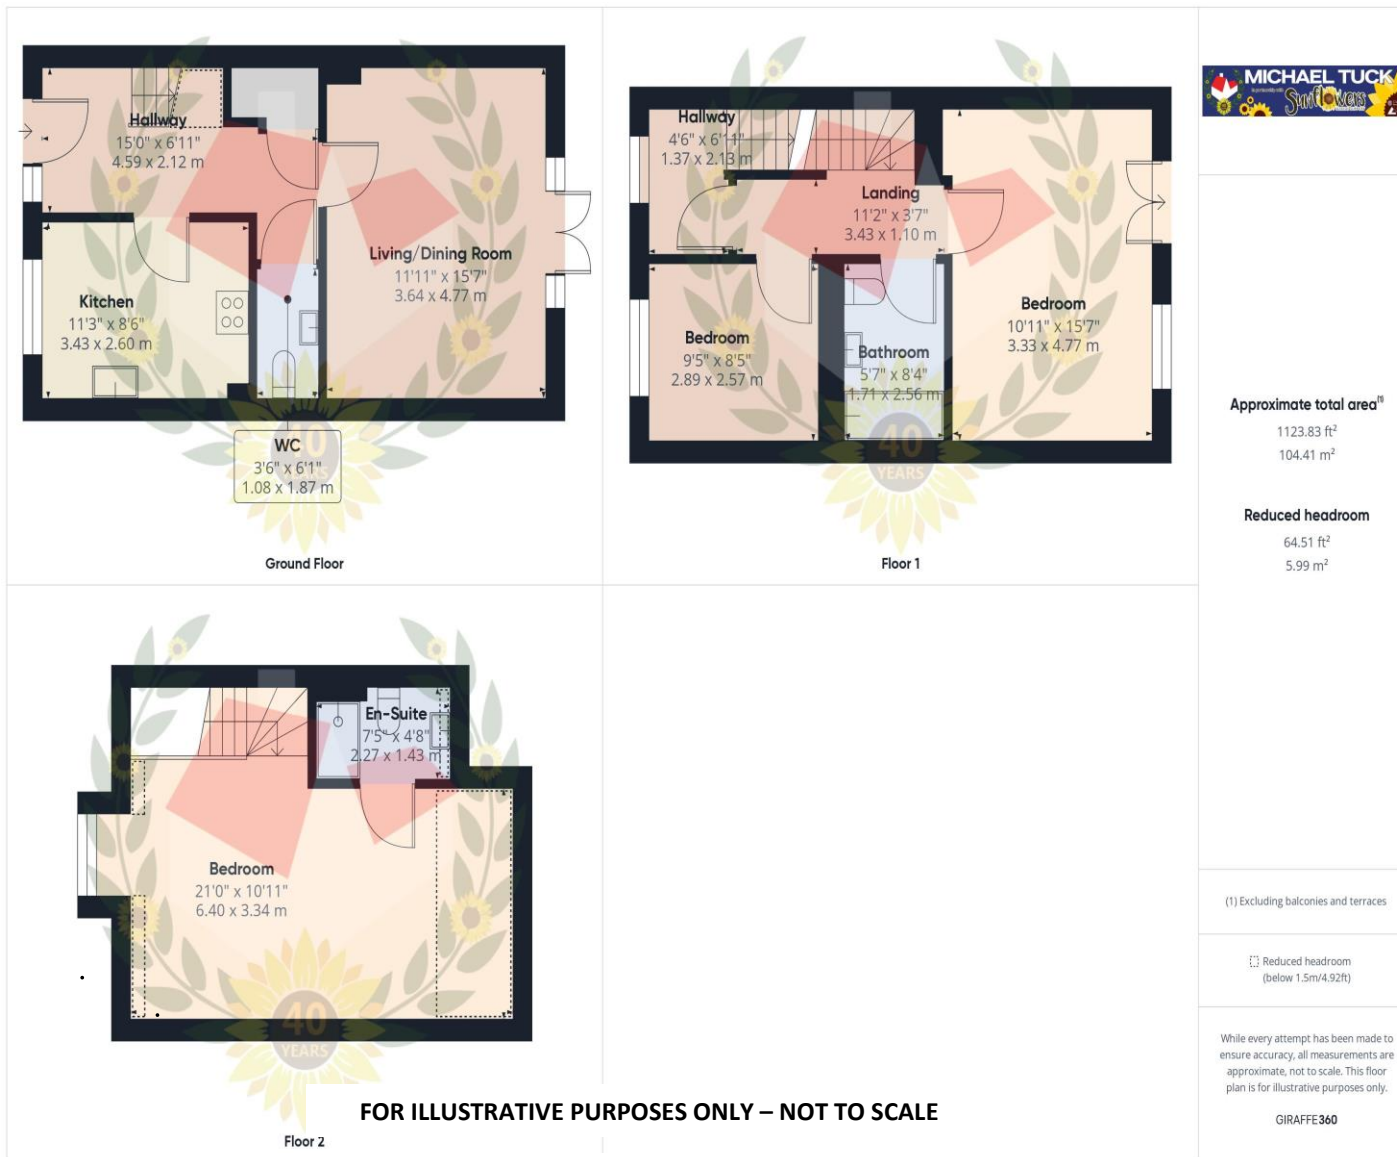 Hallway
15'0" x 6'11"
4.59 x 2.12 m
Kitchen
11'3" x 8'6"
3.43 x 2.60 m
Living/Dining Room
11'11" x 15'7"
3.64 x 4.77 m
WC
3'6" x 6'1"
1.08 x 1.87 m
40
YEARS
Ground Floor
Hallway
4'6" x 6'11"
1.37 x 2.13 m
Landing
11'2" x 3'7"
3.43 x 1.10 m
Bedroom
9'5" x 8'5"
2.89 x 2.57 m
Bathroom
5'7" x 8'4"
1.71 x 2.56 m
Bedroom
10'11" x 15'7"
3.33 x 4.77 m
40
YEARS
Floor 1
En-Suite
7'5" x 4'8"
2.27 x 1.43 m
Bedroom
21'0" x 10'11"
6.40 x 3.34 m
40
YEARS
Floor 2
FOR ILLUSTRATIVE PURPOSES ONLY – NOT TO SCALE
MICHAEL TUCK
Sunflowers
Approximate total area(1)
1123.83 ft²
104.41 m²
Reduced headroom
64.51 ft²
5.99 m²
(1) Excluding balconies and terraces
Reduced headroom
(below 1.5m/4.92ft)
While every attempt has been made to
ensure accuracy, all measurements are
approximate, not to scale. This floor
plan is for illustrative purposes only.
GIRAFFE360